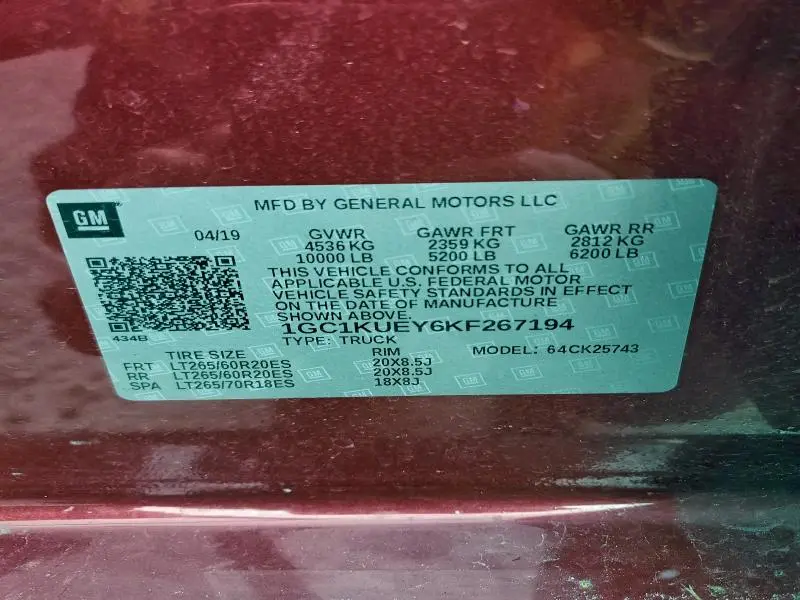 GM
MFD BY GENERAL MOTORS LLC
04/19 GVWR GAWR FRT GAWR RR
4536 KG 2359 KG 2812 KG
10000 LB 5200 LB 6200 LB
THIS VEHICLE CONFORMS TO ALL
APPLICABLE U.S. FEDERAL MOTOR
VEHICLE SAFETY STANDARDS IN EFFECT
ON THE DATE OF MANUFACTURE
SHOWN ABOVE.
434B
1GC1KUEY6KF267194
TYPE: TRUCK MODEL: 64CK25743
TIRE SIZE RIM
FRT LT265/60R20ES 20X8.5J
RR LT265/60R20ES 20X8.5J
SPA LT265/70R18ES 18X8J